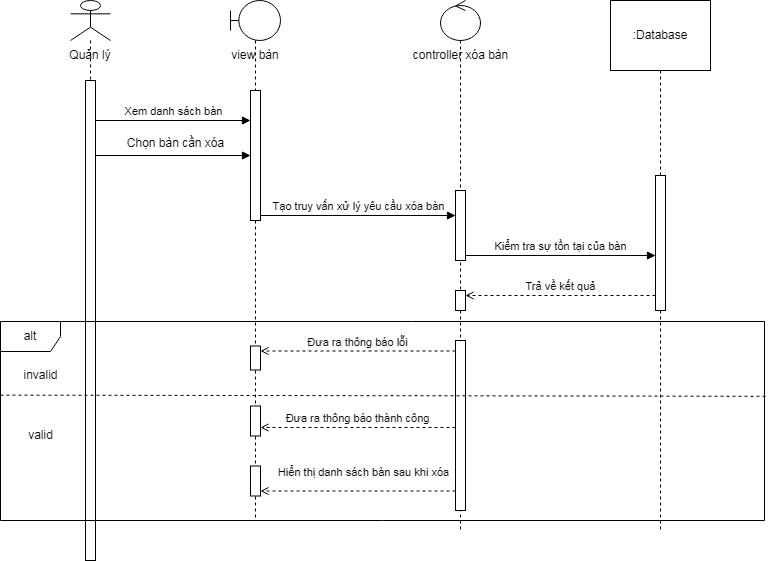 Quản lý
view bàn
controller xóa bàn
:Database
Xem danh sách bàn
Chọn bàn cần xóa
Tạo truy vấn xử lý yêu cầu xóa bàn
Kiểm tra sự tồn tại của bàn
Trả về kết quả
alt
Đưa ra thông báo lỗi
invalid
Đưa ra thông báo thành công
valid
Hiển thị danh sách bàn sau khi xóa